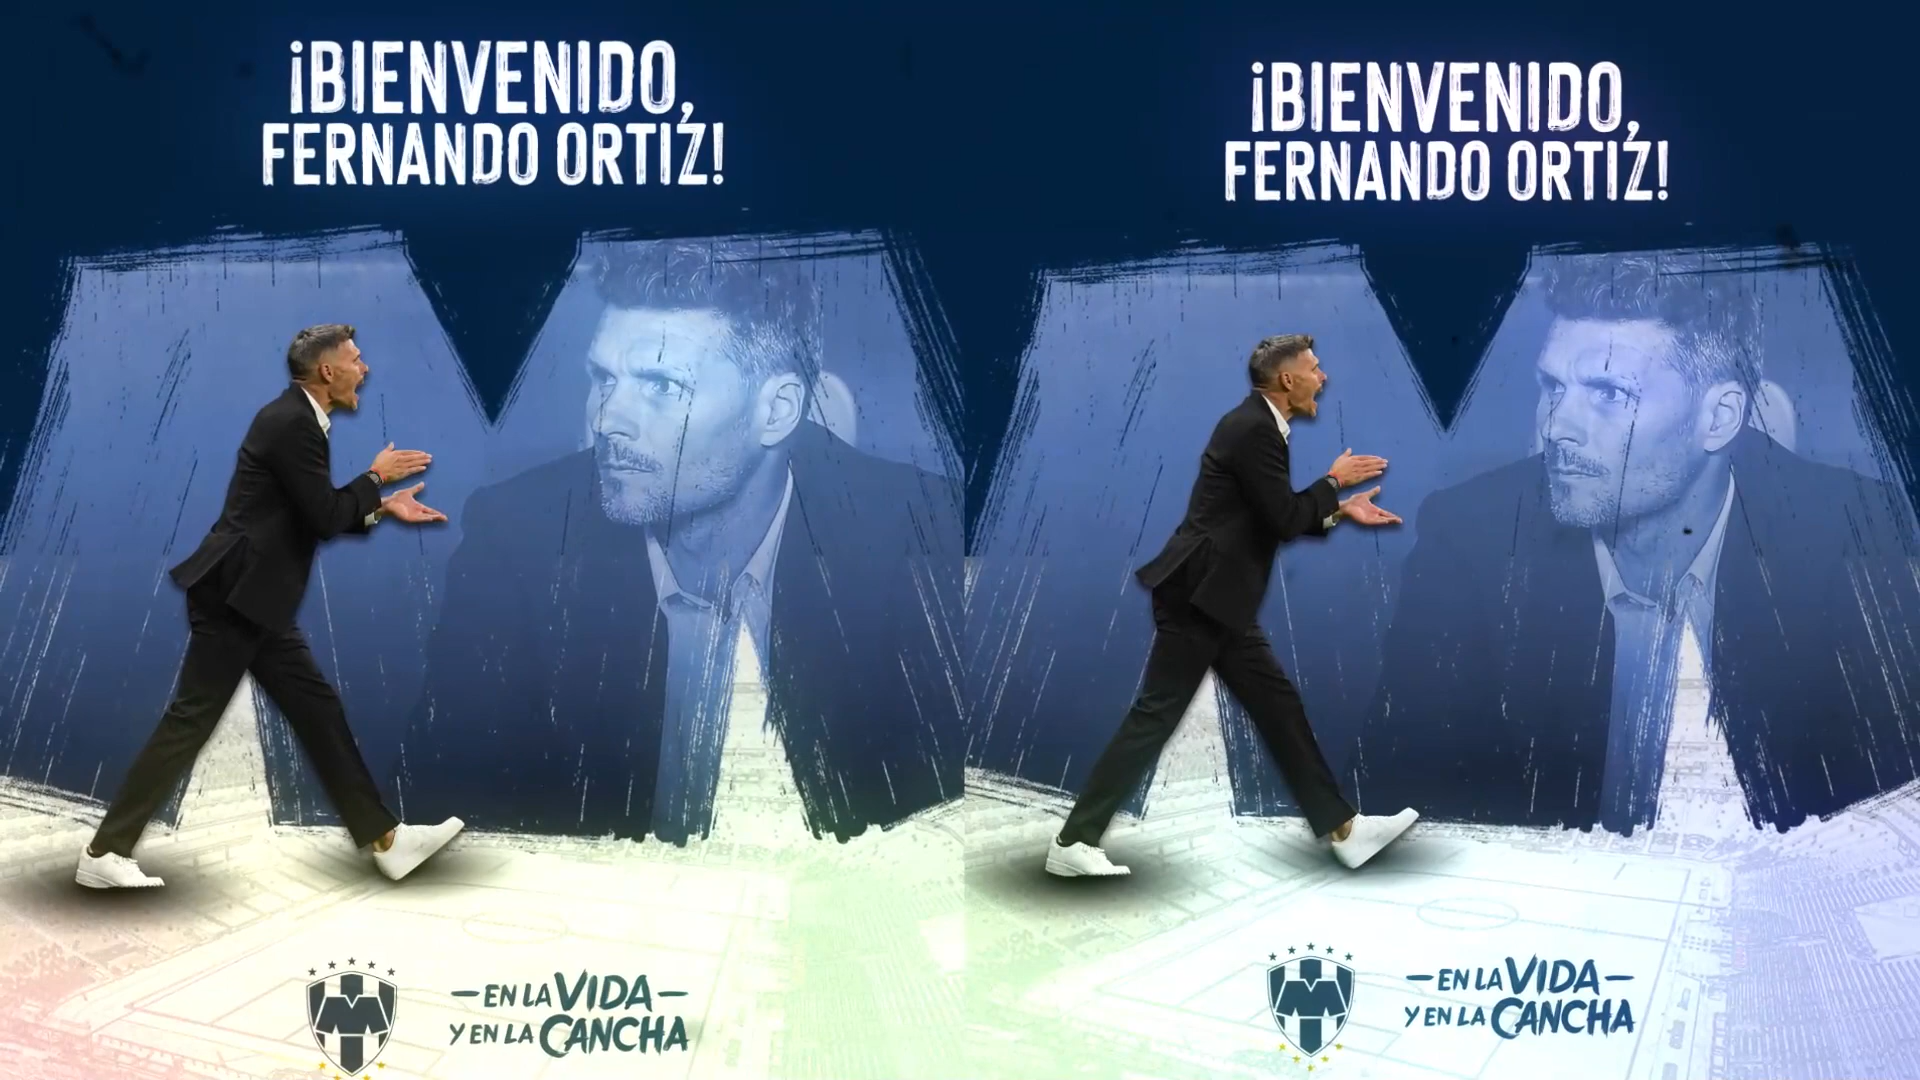 ¡BIENVENIDO,
FERNANDO ORTIZ!
EN LA VIDA
Y EN LA CANCHA
¡BIENVENIDO,
FERNANDO ORTIZ!
EN LA VIDA
Y EN LA CANCHA